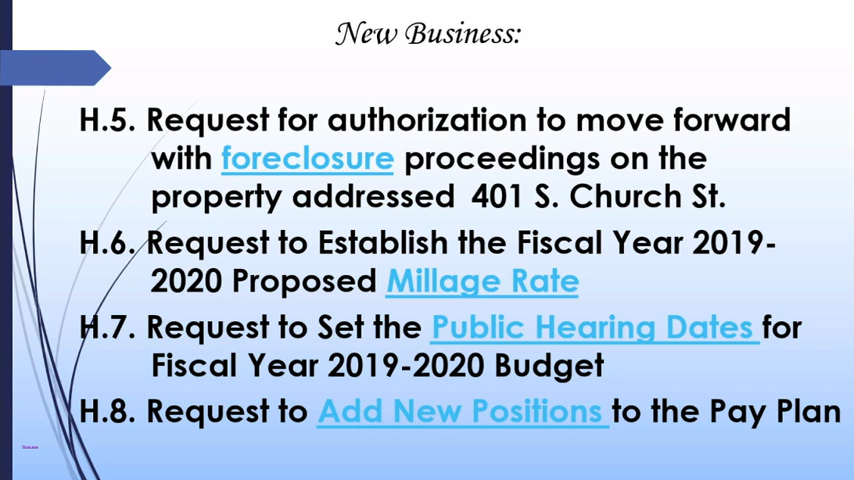 New Business:
H.5. Request for authorization to move forward
with foreclosure proceedings on the
property addressed 401 S. Church St.
H.6. Request to Establish the Fiscal Year 2019-
2020 Proposed Millage Rate
H.7. Request to Set the Public Hearing Dates for
Fiscal Year 2019-2020 Budget
H.8. Request to Add New Positions to the Pay Plan